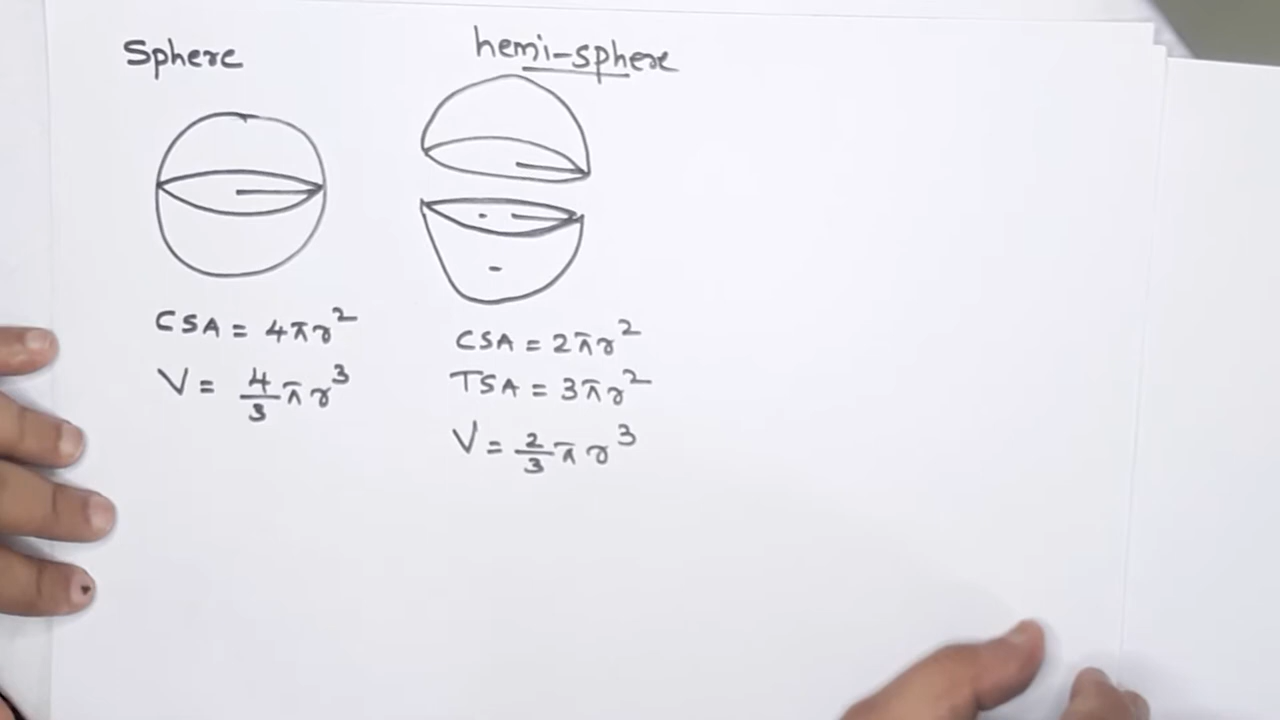 Sphere
hemi-sphere
CSA = 4πr²
V = 4/3 πr³
CSA = 2πr²
TSA = 3πr²
V = 2/3 πr³